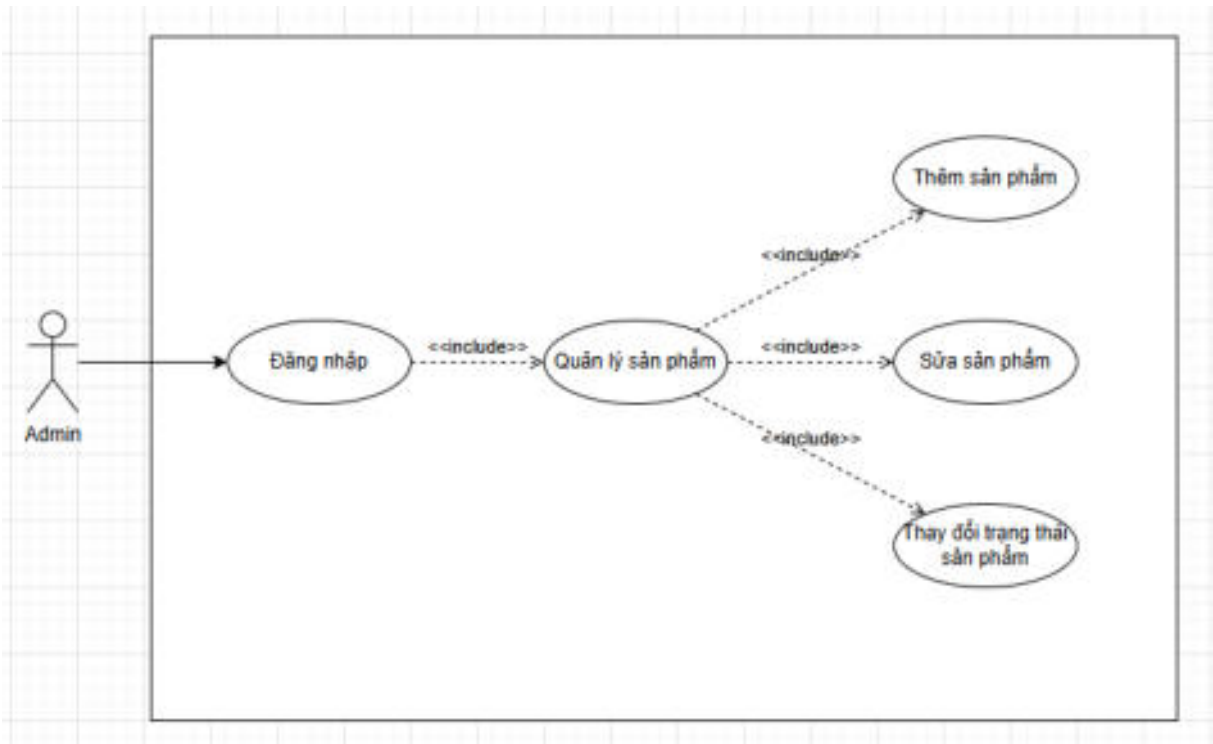 Thêm sản phẩm
<<include>>
Đăng nhập
<<include>>
Quản lý sản phẩm
<<include>>
Sửa sản phẩm
Admin
<<include>>
Thay đổi trạng thái
sản phẩm